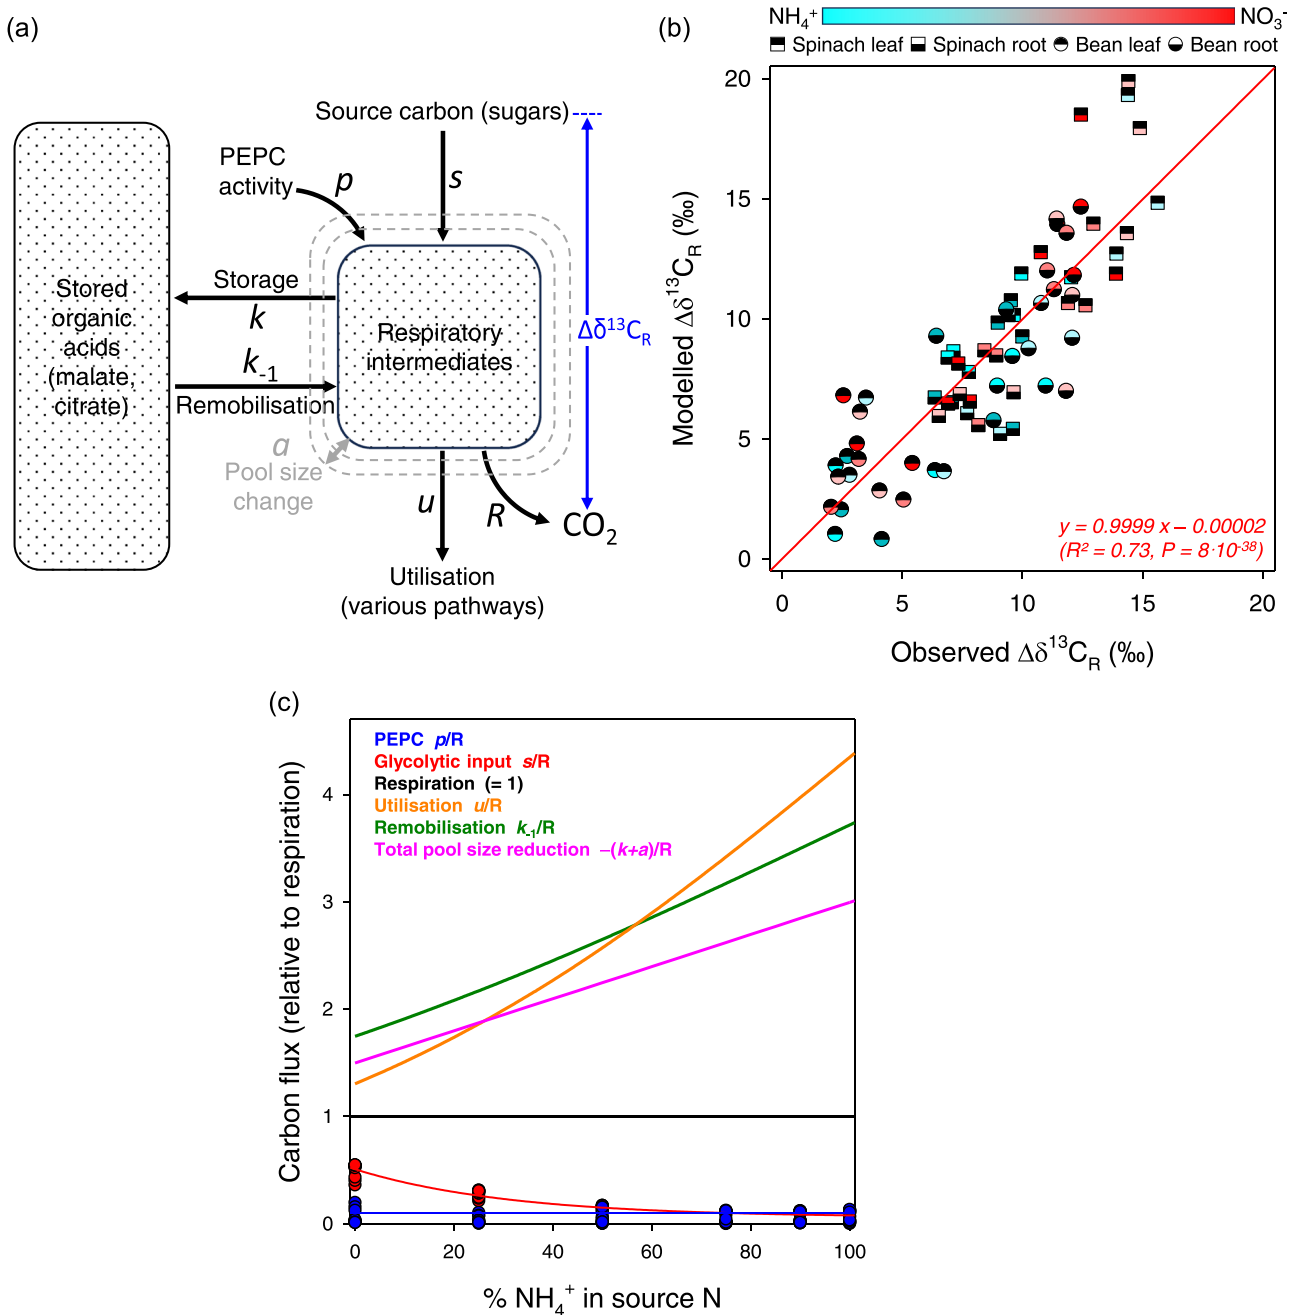 (a)
Source carbon (sugars)
PEPC
activity
p
s
Storage
k
k-1
Remobilisation
Stored
organic
acids
(malate,
citrate)
Respiratory
intermediates
Δδ¹³C_R
a
Pool size
change
u
R
CO₂
Utilisation
(various pathways)
(b)
NH₄⁺
NO₃⁻
Spinach leaf
Spinach root
Bean leaf
Bean root
20
15
10
5
0
Modelled Δδ¹³C_R (‰)
y = 0.9999 x – 0.00002
(R² = 0.73, P = 8·10⁻³⁸)
0
5
10
15
20
Observed Δδ¹³C_R (‰)
(c)
PEPC p/R
Glycolytic input s/R
Respiration (= 1)
Utilisation u/R
Remobilisation k-1/R
Total pool size reduction –(k+a)/R
4
3
2
1
0
Carbon flux (relative to respiration)
0
20
40
60
80
100
% NH₄⁺ in source N